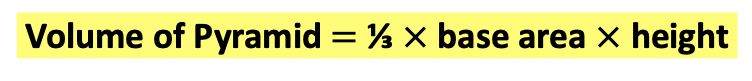 Volume of Pyramid = ⅓ × base area × height